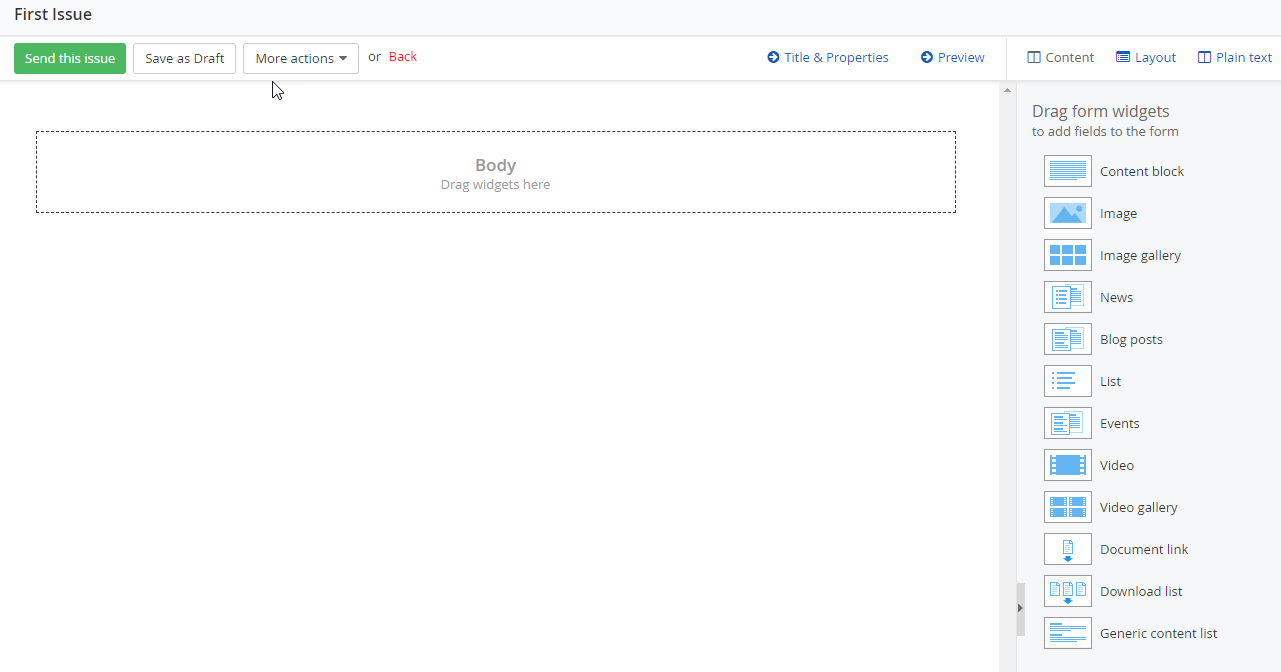 First Issue
Send this issue Save as Draft More actions or Back Title & Properties Preview Content Layout Plain text
Body
Drag widgets here
Drag form widgets
to add fields to the form
Content block
Image
Image gallery
News
Blog posts
List
Events
Video
Video gallery
Document link
Download list
Generic content list